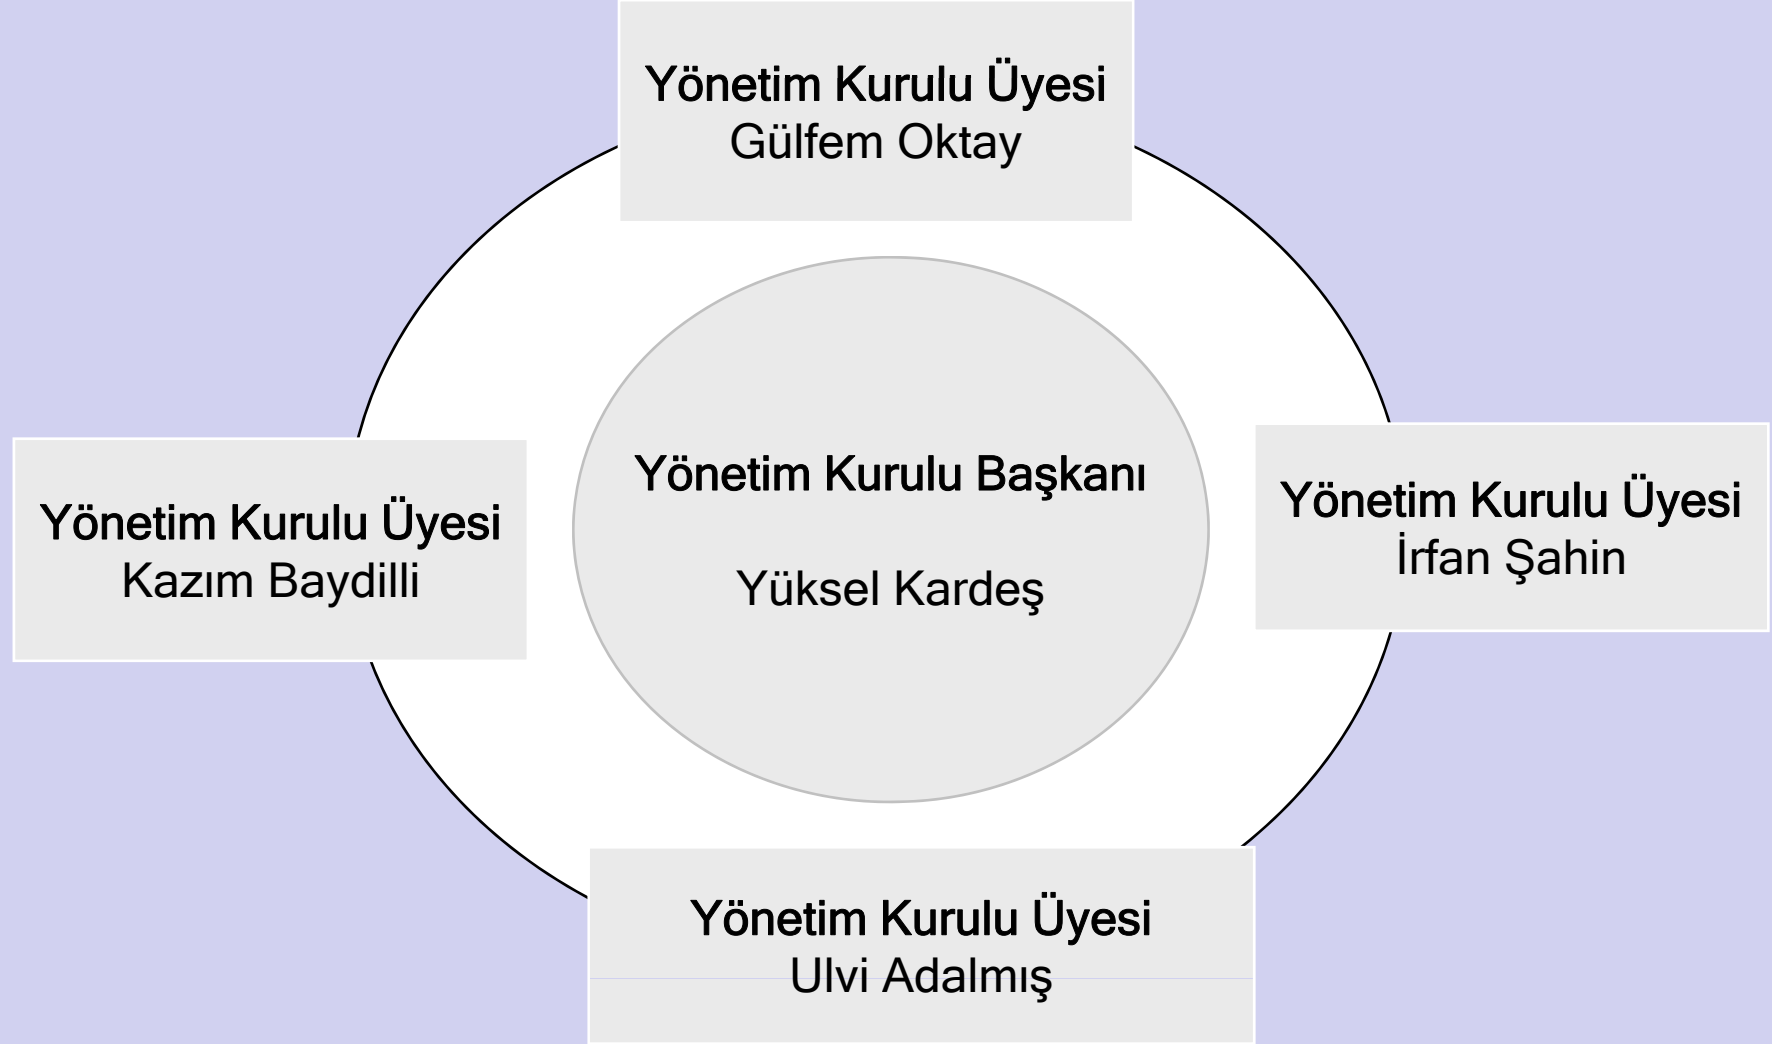 Yönetim Kurulu Üyesi
Gülfem Oktay
Yönetim Kurulu Üyesi
Kazım Baydilli
Yönetim Kurulu Başkanı
Yüksel Kardeş
Yönetim Kurulu Üyesi
İrfan Şahin
Yönetim Kurulu Üyesi
Ulvi Adalmış